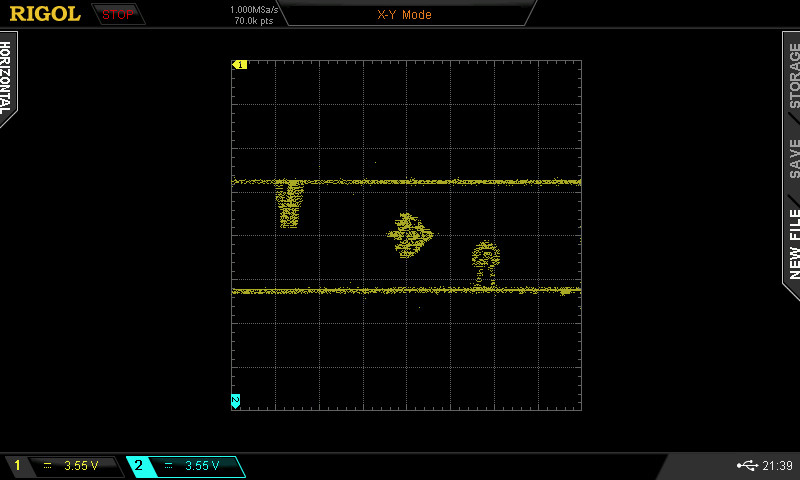 RIGOL STOP 1.000MSa/s X-Y Mode
70.0k pts
HORIZONTAL
STORAGE
SAVE
NEW FILE
1
2
1 3.55 V 2 3.55 V 21:39